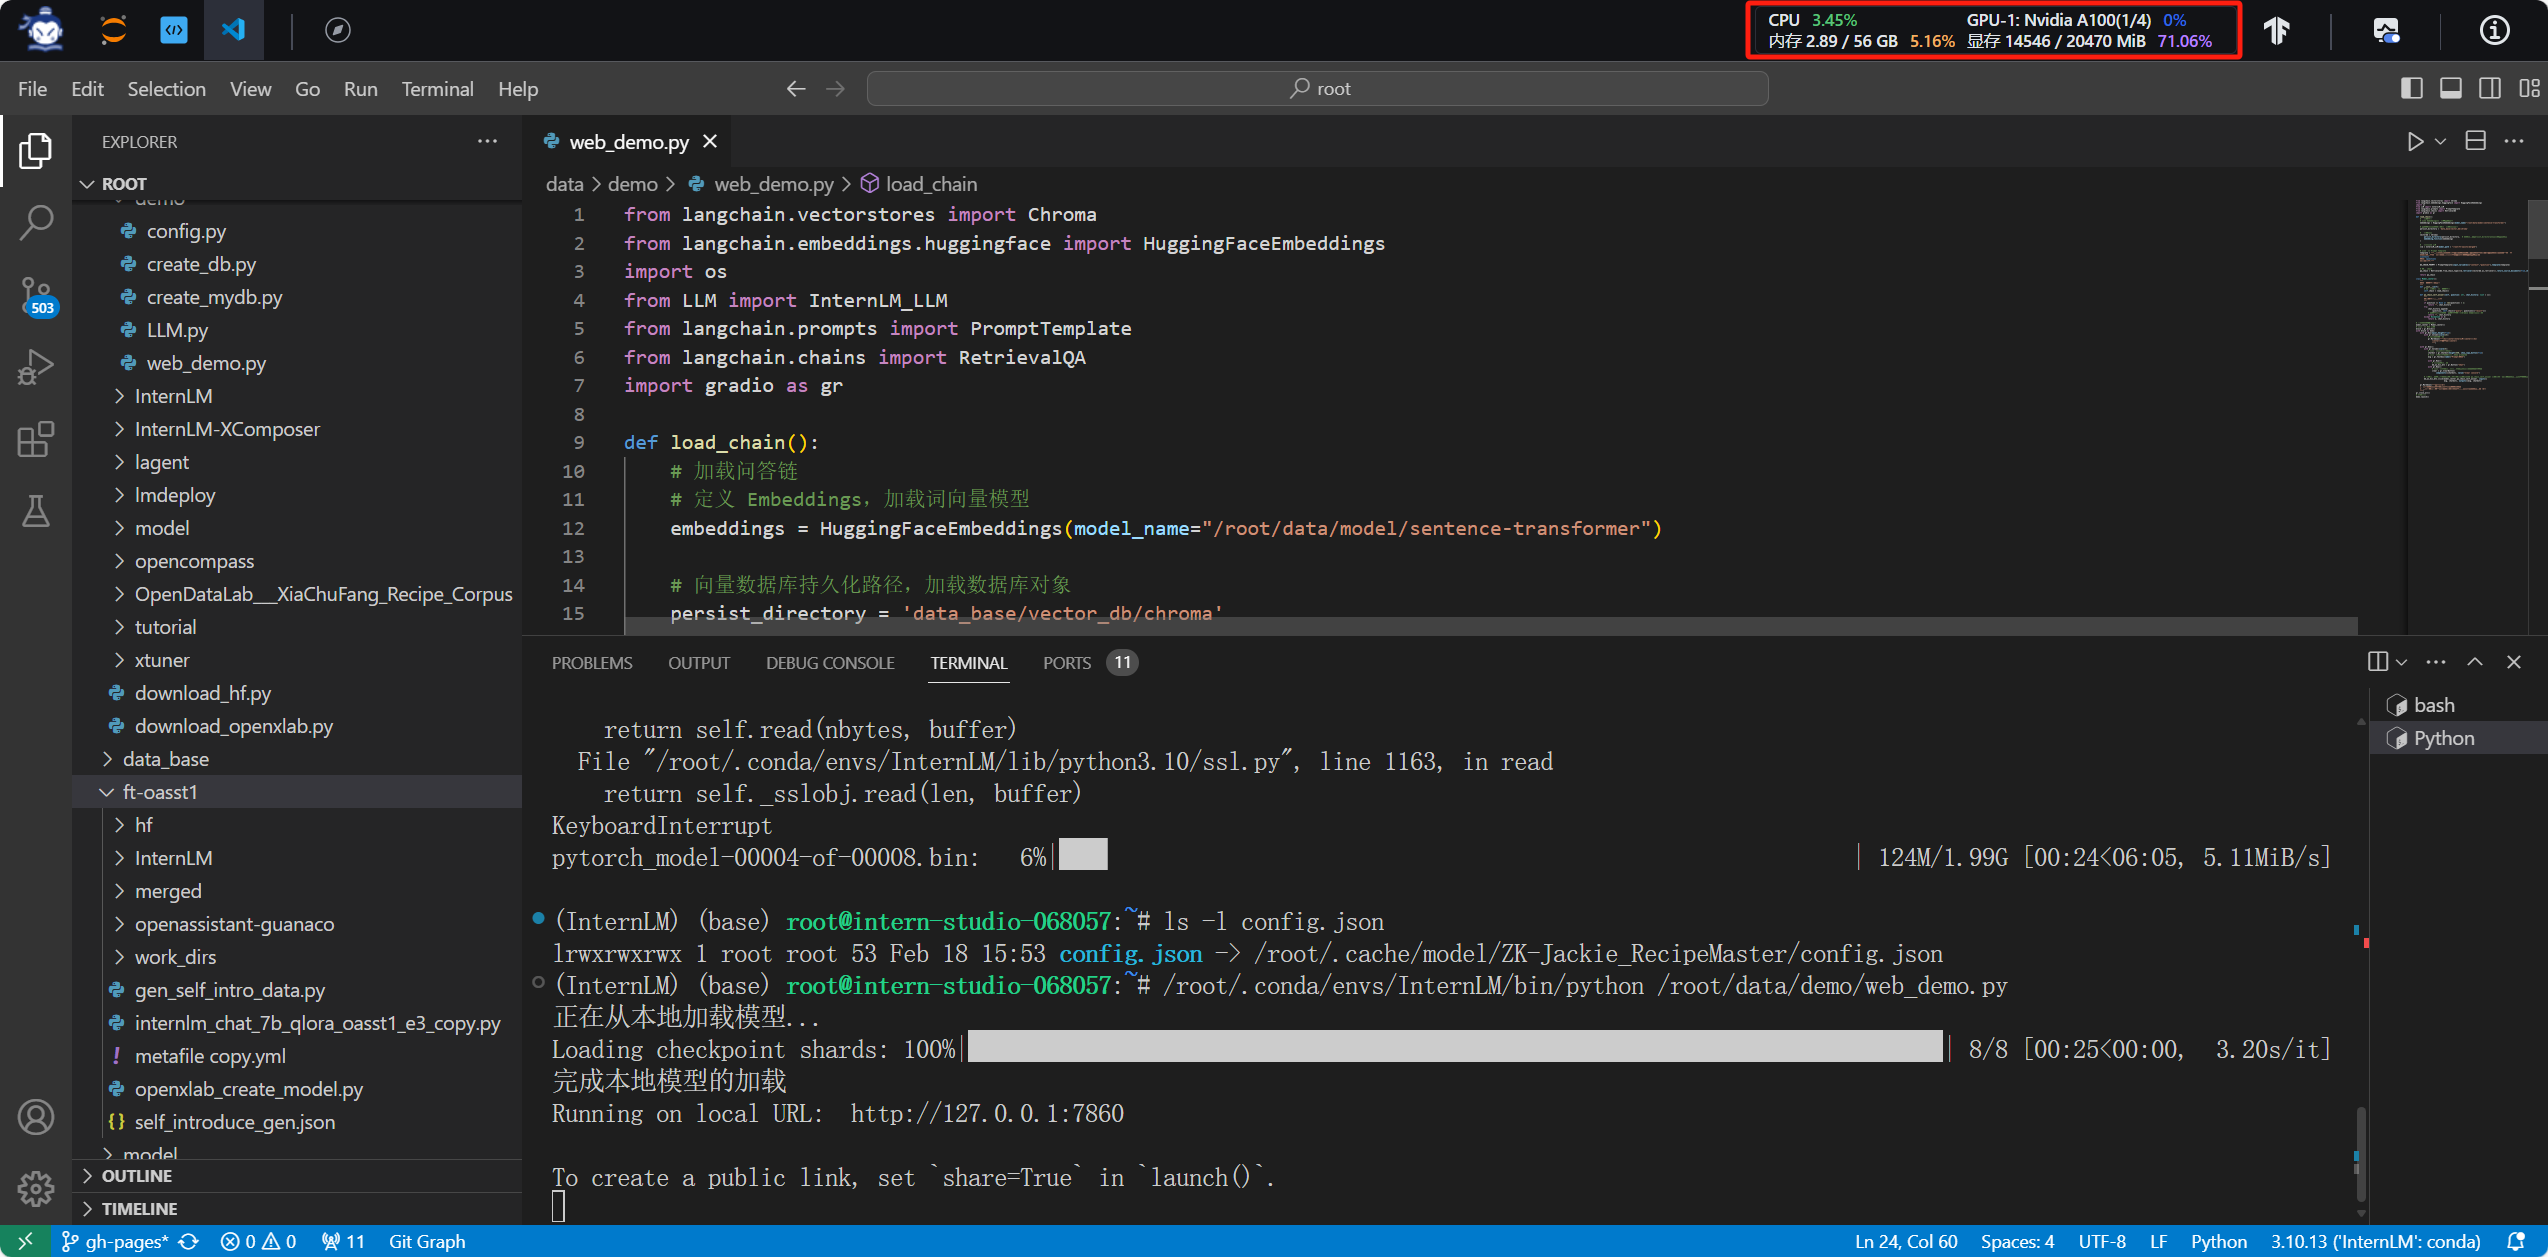 CPU 3.45% GPU-1: Nvidia A100(1/4) 0%
内存 2.89 / 56 GB 5.16% 显存 14546 / 20470 MiB 71.06%
File Edit Selection View Go Run Terminal Help
root
EXPLORER
ROOT
demo
config.py
create_db.py
create_mydb.py
LLM.py
web_demo.py
InternLM
InternLM-XComposer
lagent
lmdeploy
model
opencompass
OpenDataLab___XiaChuFang_Recipe_Corpus
tutorial
xtuner
download_hf.py
download_openxlab.py
data_base
ft-oasst1
hf
InternLM
merged
openassistant-guanaco
work_dirs
gen_self_intro_data.py
internlm_chat_7b_qlora_oasst1_e3_copy.py
! metafile copy.yml
openxlab_create_model.py
{} self_introduce_gen.json
model
OUTLINE
TIMELINE
503
web_demo.py
data > demo > web_demo.py > load_chain
1 from langchain.vectorstores import Chroma
2 from langchain.embeddings.huggingface import HuggingFaceEmbeddings
3 import os
4 from LLM import InternLM_LLM
5 from langchain.prompts import PromptTemplate
6 from langchain.chains import RetrievalQA
7 import gradio as gr
8
9 def load_chain():
10 # 加载问答链
11 # 定义 Embeddings，加载词向量模型
12 embeddings = HuggingFaceEmbeddings(model_name="/root/data/model/sentence-transformer")
13
14 # 向量数据库持久化路径，加载数据库对象
15 persist_directory = 'data_base/vector_db/chroma'
PROBLEMS OUTPUT DEBUG CONSOLE TERMINAL PORTS 11
return self.read(nbytes, buffer)
File "/root/.conda/envs/InternLM/lib/python3.10/ssl.py", line 1163, in read
return self._sslobj.read(len, buffer)
KeyboardInterrupt
pytorch_model-00004-of-00008.bin: 6%| | 124M/1.99G [00:24<06:05, 5.11MiB/s]
(InternLM) (base) root@intern-studio-068057:~# ls -l config.json
lrwxrwxrwx 1 root root 53 Feb 18 15:53 config.json -> /root/.cache/model/ZK-Jackie_RecipeMaster/config.json
(InternLM) (base) root@intern-studio-068057:~# /root/.conda/envs/InternLM/bin/python /root/data/demo/web_demo.py
正在从本地加载模型...
Loading checkpoint shards: 100%| | 8/8 [00:25<00:00, 3.20s/it]
完成本地模型的加载
Running on local URL: http://127.0.0.1:7860
To create a public link, set `share=True` in `launch()`.
bash
Python
gh-pages* 0 0 11 Git Graph
Ln 24, Col 60 Spaces: 4 UTF-8 LF Python 3.10.13 ('InternLM': conda)